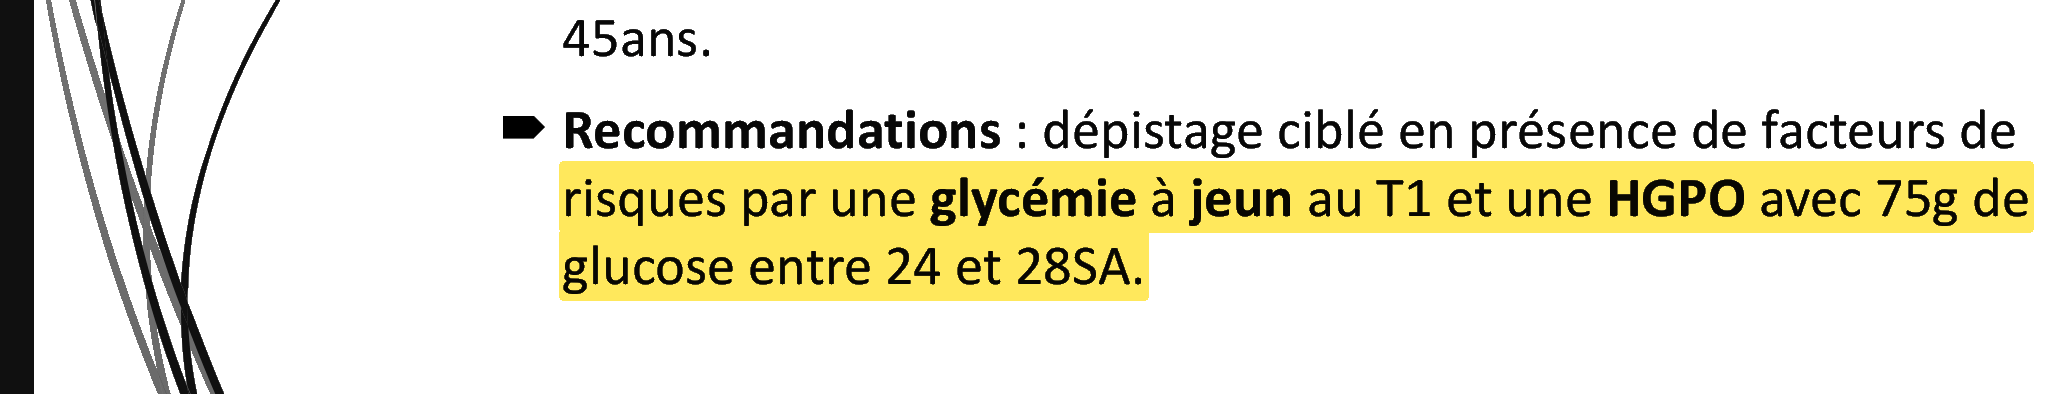 45ans.
Recommandations : dépistage ciblé en présence de facteurs de
risques par une glycémie à jeun au T1 et une HGPO avec 75g de
glucose entre 24 et 28SA.